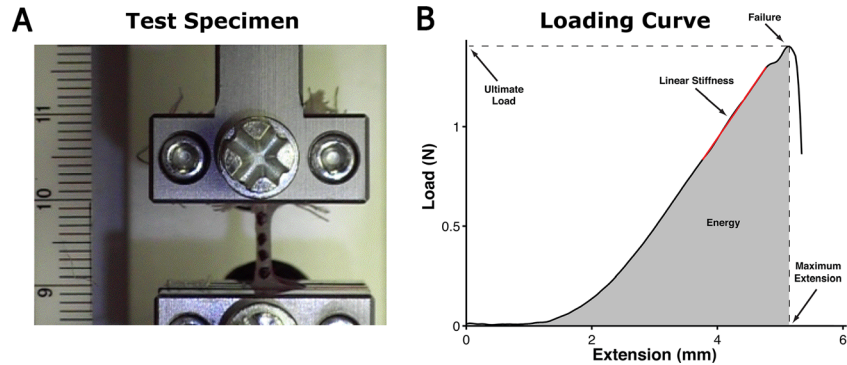 A
Test Specimen
11
10
9
B
Loading Curve
Failure
Ultimate
Load
Linear Stiffness
Energy
Maximum
Extension
Load (N)
1
0.5
0
0
2
4
6
Extension (mm)